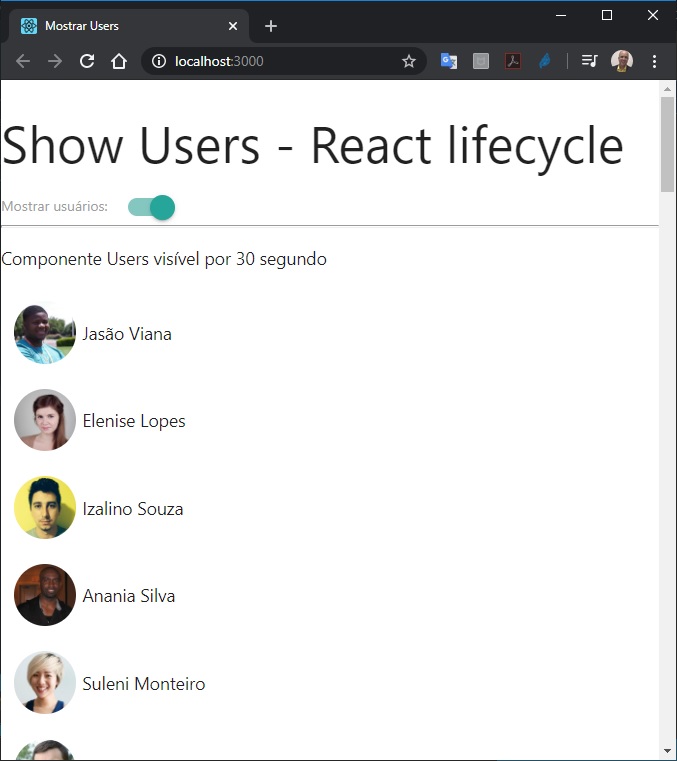 Mostrar Users
localhost:3000
Show Users - React lifecycle
Mostrar usuários:
Componente Users visível por 30 segundo
Jasão Viana
Elenise Lopes
Izalino Souza
Anania Silva
Suleni Monteiro